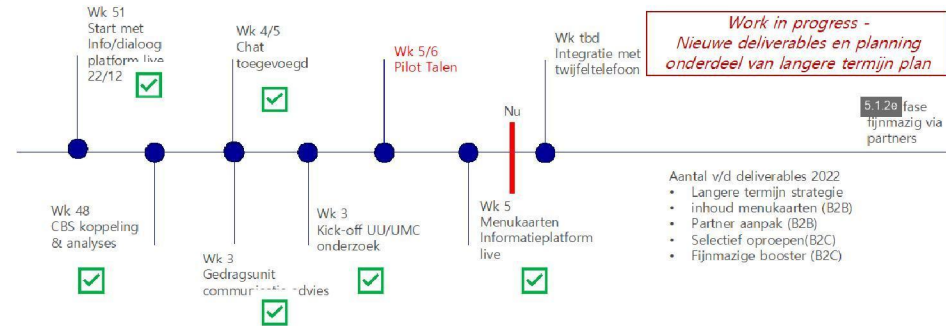 Wk 51
Start met
Info/dialoog
platform live
22/12
Wk 4/5
Chat
toegevoegd
Wk 5/6
Pilot Talen
Wk tbd
Integratie met
twijfeltelefoon
Work in progress -
Nieuwe deliverables en planning
onderdeel van langere termijn plan
Nu
5.1.2e fase
fijnmazig via
partners
Wk 48
CBS koppeling
& analyses
Wk 3
Gedragsunit
communicatie advies
Wk 3
Kick-off UU/UMC
onderzoek
Wk 5
Menukaarten
Informatieplatform
live
Aantal v/d deliverables 2022
• Langere termijn strategie
• inhoud menukaarten (B2B)
• Partner aanpak (B2B)
• Selectief oproepen(B2C)
• Fijnmazige booster (B2C)